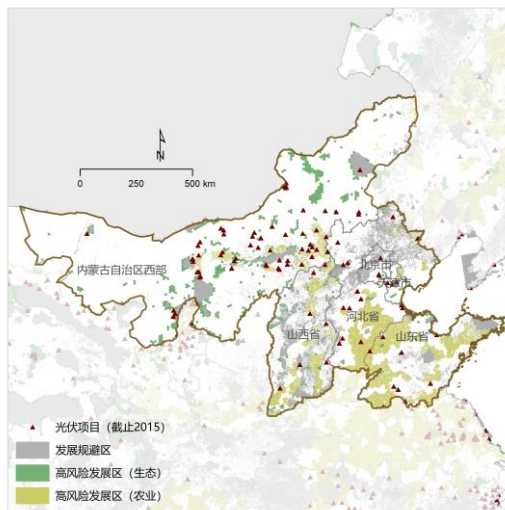 N
0 250 500 km
内蒙古自治区西部
北京市
天津市
河北省
山西省
山东省
光伏项目（截止2015）
发展规避区
高风险发展区（生态）
高风险发展区（农业）